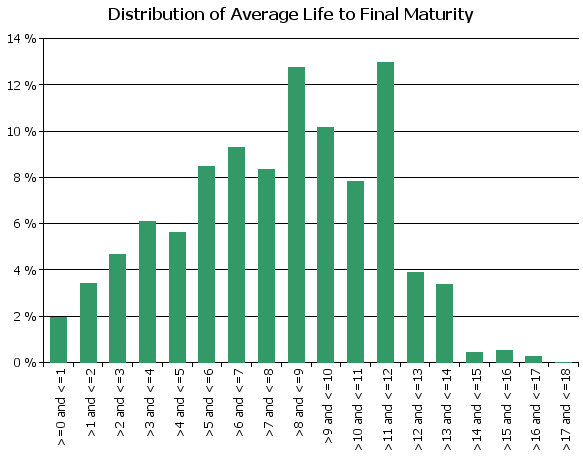 Distribution of Average Life to Final Maturity
14 %
12 %
10 %
8 %
6 %
4 %
2 %
0 %
>=0 and <=1
>1 and <=2
>2 and <=3
>3 and <=4
>4 and <=5
>5 and <=6
>6 and <=7
>7 and <=8
>8 and <=9
>9 and <=10
>10 and <=11
>11 and <=12
>12 and <=13
>13 and <=14
>14 and <=15
>15 and <=16
>16 and <=17
>17 and <=18